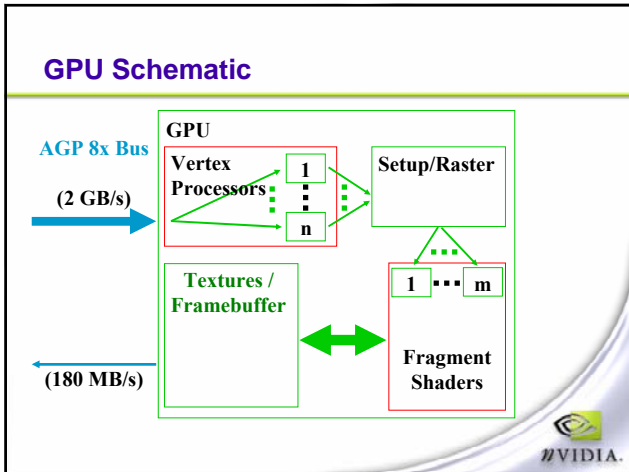 GPU Schematic
GPU
AGP 8x Bus
(2 GB/s)
Vertex
Processors
1
n
Setup/Raster
Textures /
Framebuffer
1
m
Fragment
Shaders
(180 MB/s)
nVIDIA.